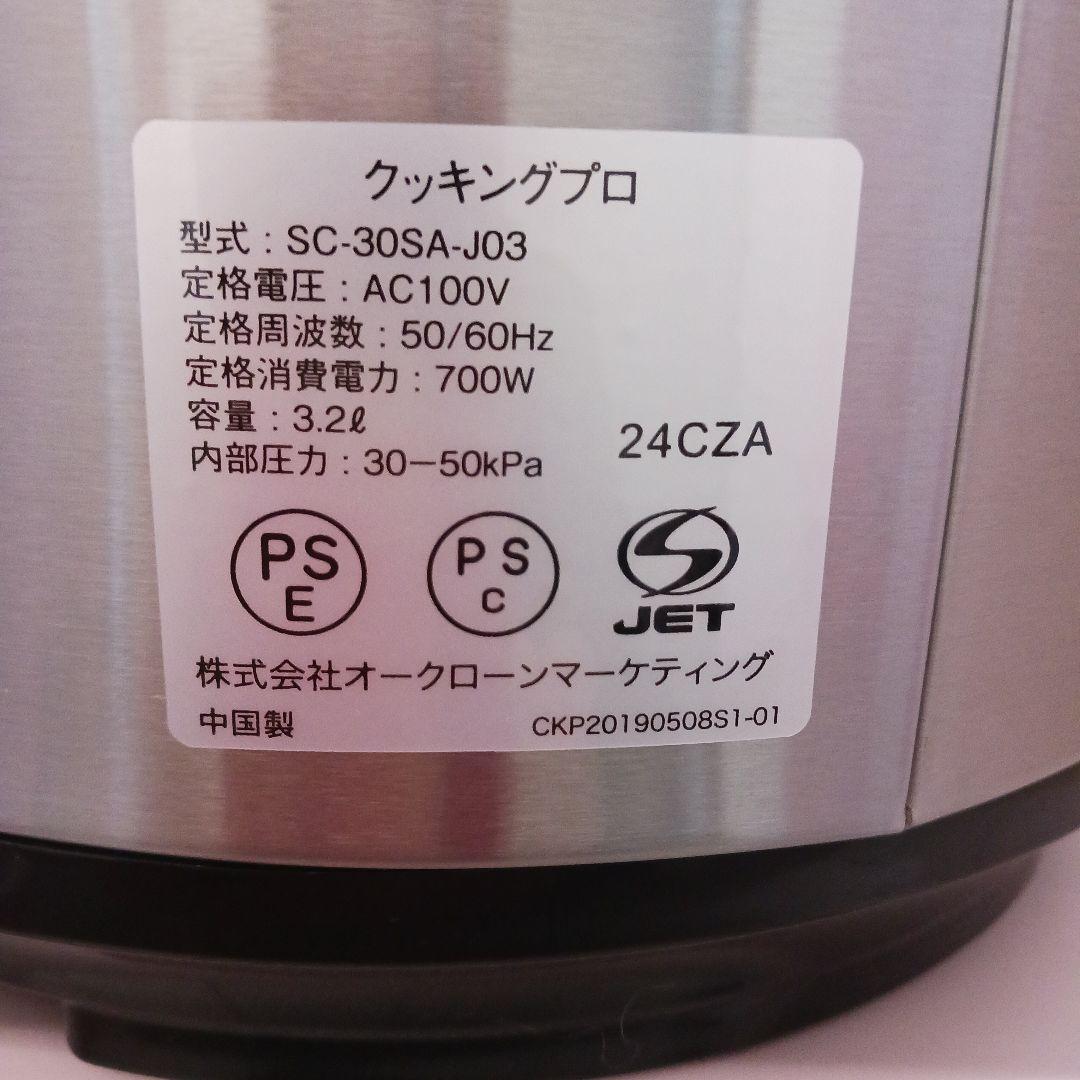 クッキングプロ
型式 : SC-30SA-J03
定格電圧 : AC100V
定格周波数 : 50/60Hz
定格消費電力 : 700W
容量 : 3.2ℓ
内部圧力 : 30－50kPa
24CZA
PS
E
PS
C
JET
株式会社オークローンマーケティング
中国製
CKP20190508S1-01